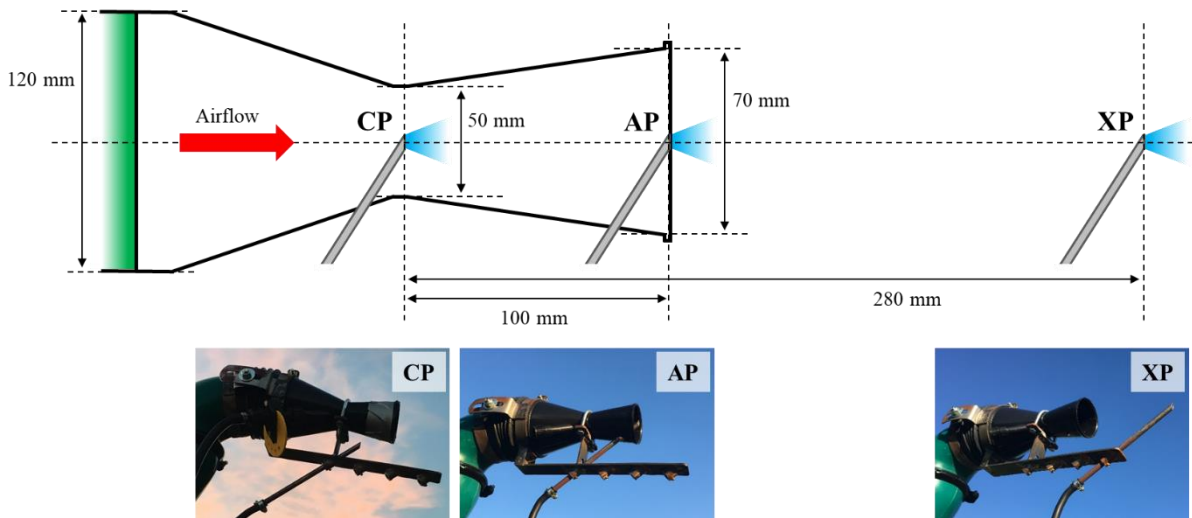 120 mm
Airflow
CP
50 mm
AP
70 mm
XP
280 mm
100 mm
CP
AP
XP